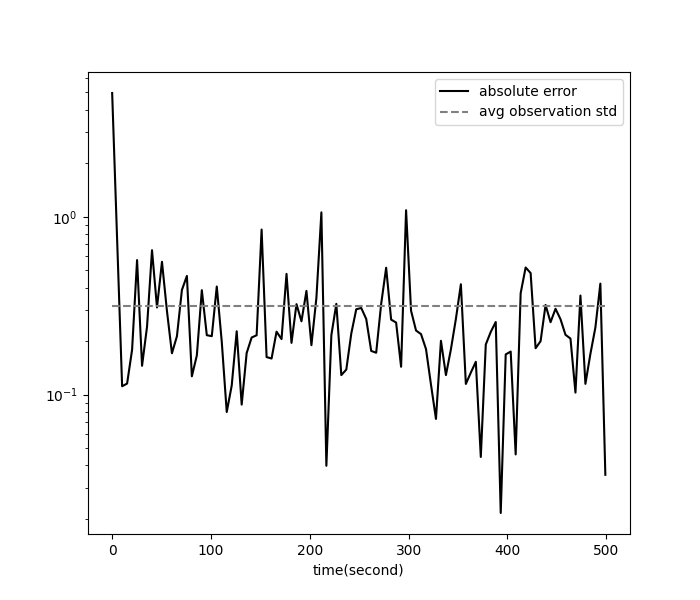 absolute error
avg observation std
10⁰
10⁻¹
0 100 200 300 400 500
time(second)